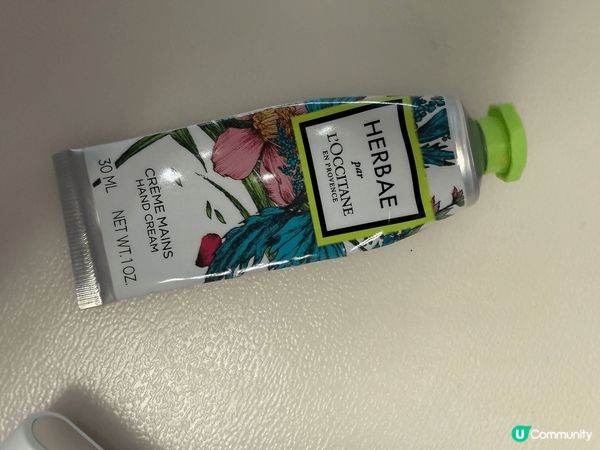 HERBAE
par
L'OCCITANE
EN PROVENCE
CRÈME MAINS
HAND CREAM
30 ML NET WT. 1 OZ.
U Community